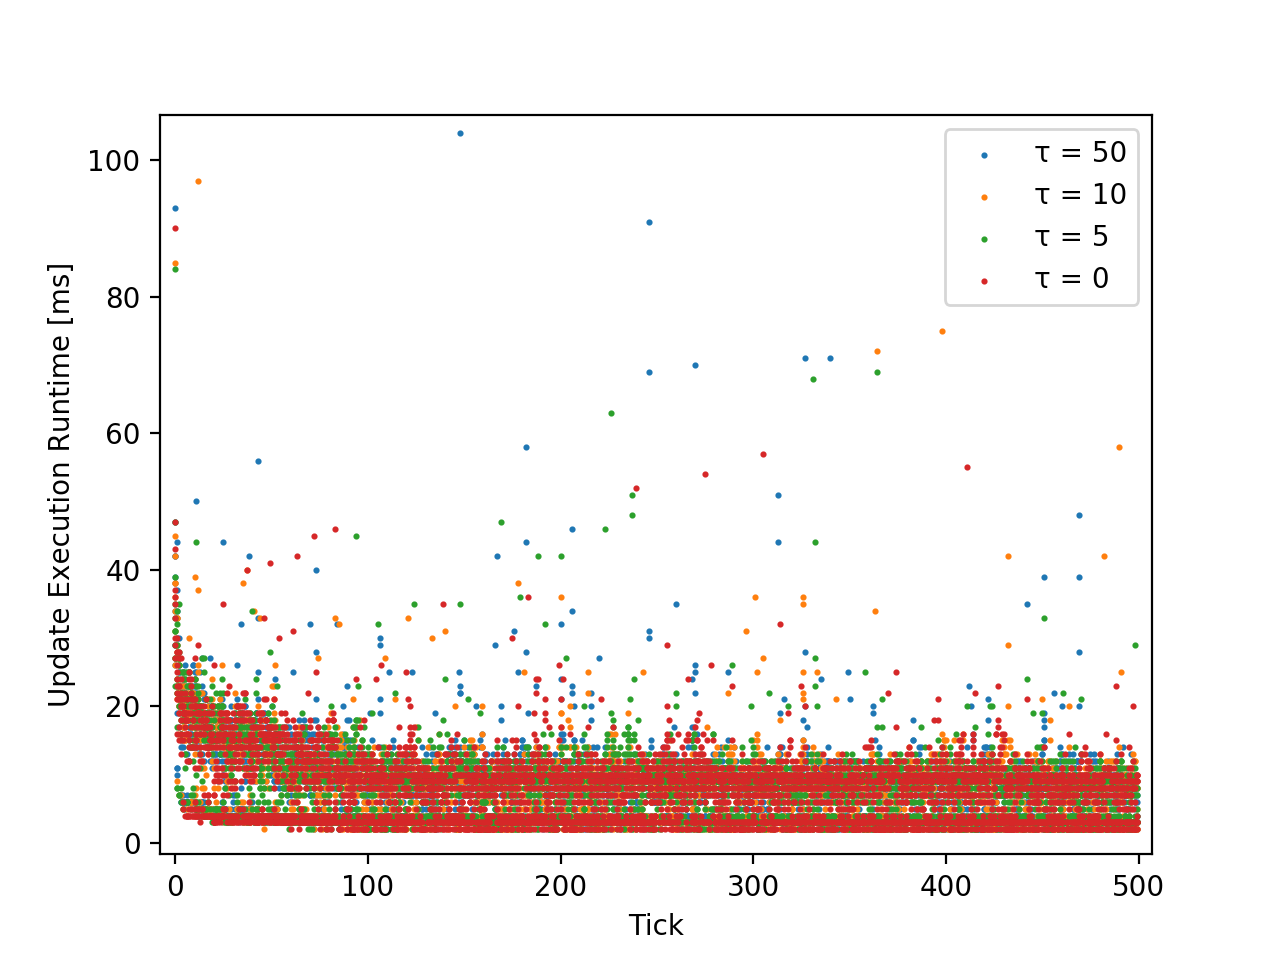 100
80
60
40
20
0
Update Execution Runtime [ms]
0 100 200 300 400 500
Tick
τ = 50
τ = 10
τ = 5
τ = 0